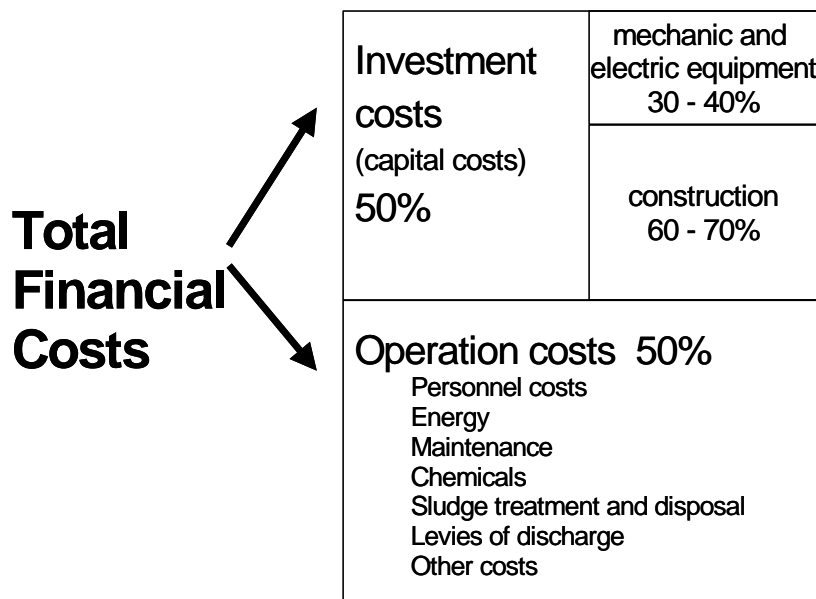 Total
Financial
Costs
Investment
costs
(capital costs)
50%
mechanic and
electric equipment
30 - 40%
construction
60 - 70%
Operation costs 50%
Personnel costs
Energy
Maintenance
Chemicals
Sludge treatment and disposal
Levies of discharge
Other costs